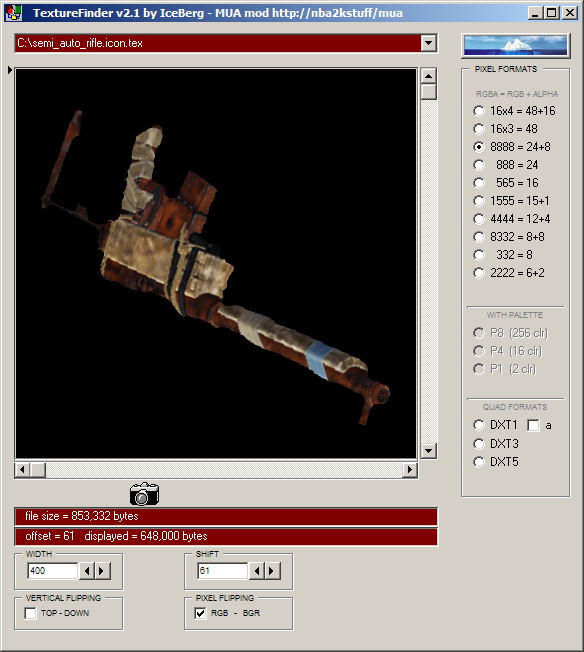 TextureFinder v2.1 by IceBerg - MUA mod http://nba2kstuff/mua
C:\semi_auto_rifle.icon.tex
PIXEL FORMATS
RGBA = RGB + ALPHA
16x4 = 48+16
16x3 = 48
8888 = 24+8
888 = 24
565 = 16
1555 = 15+1
4444 = 12+4
8332 = 8+8
332 = 8
2222 = 6+2
WITH PALETTE
P8 (256 clr)
P4 (16 clr)
P1 (2 clr)
QUAD FORMATS
DXT1 a
DXT3
DXT5
file size = 853,332 bytes
offset = 61 displayed = 648,000 bytes
WIDTH
400
SHIFT
61
VERTICAL FLIPPING
TOP - DOWN
PIXEL FLIPPING
RGB - BGR